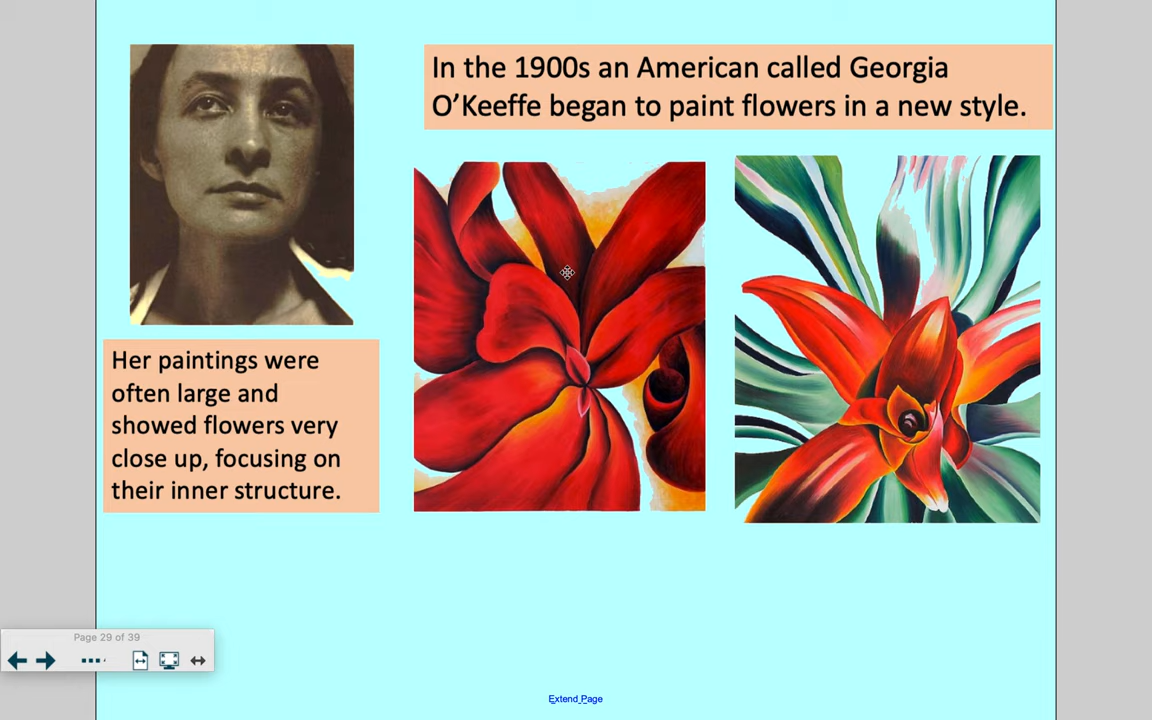 In the 1900s an American called Georgia
O’Keeffe began to paint flowers in a new style.
Her paintings were
often large and
showed flowers very
close up, focusing on
their inner structure.
Page 29 of 39
Extend Page